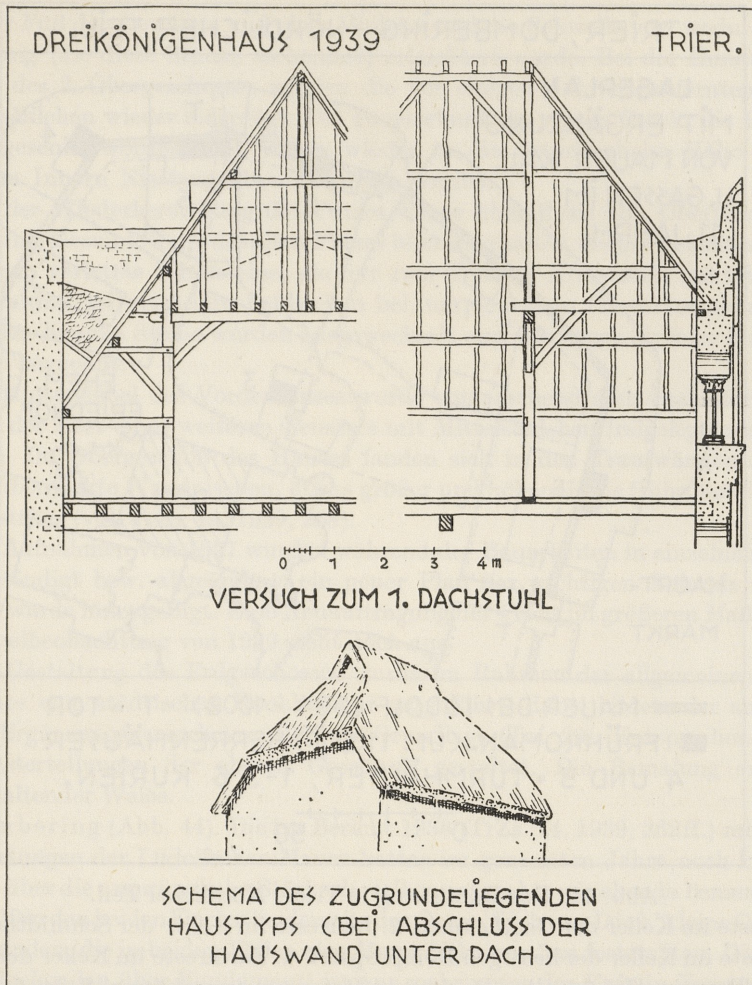 DREIKÖNIGENHAUS 1939 TRIER.
0 1 2 3 4 m
VERSUCH ZUM 1. DACHSTUHL
SCHEMA DES ZUGRUNDELIEGENDEN
HAUSTYPS ( BEI ABSCHLUSS DER
HAUSWAND UNTER DACH )